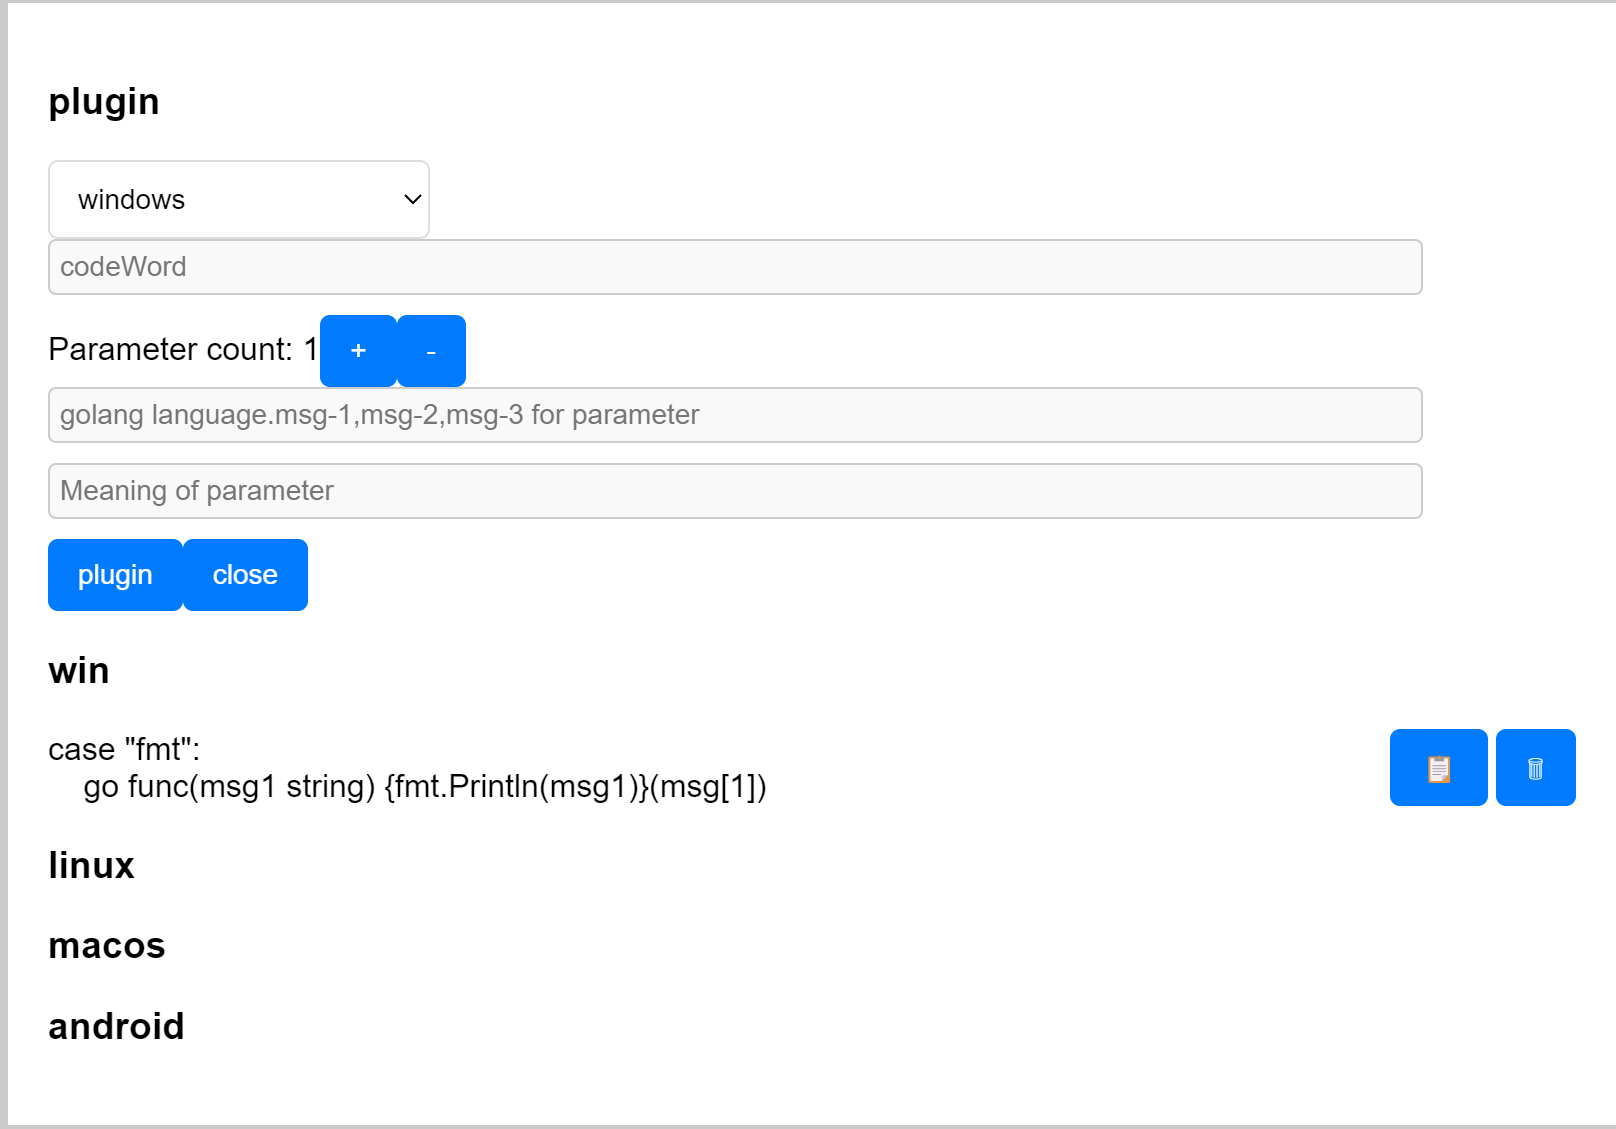 plugin
windows
codeWord
Parameter count: 1 + -
golang language.msg-1,msg-2,msg-3 for parameter
Meaning of parameter
plugin close
win
case "fmt":
go func(msg1 string) {fmt.Println(msg1)}(msg[1])
linux
macos
android